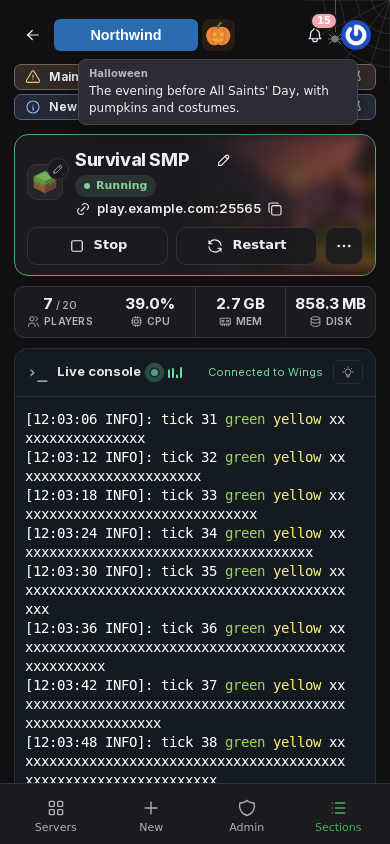 Northwind
15
Main
New
Halloween
The evening before All Saints' Day, with
pumpkins and costumes.
Survival SMP
Running
play.example.com:25565
Stop
Restart
7 / 20
PLAYERS
39.0%
CPU
2.7 GB
MEM
858.3 MB
DISK
Live console
Connected to Wings
[12:03:06 INFO]: tick 31 green yellow xx
xxxxxxxxxxxxxxx
[12:03:12 INFO]: tick 32 green yellow xx
xxxxxxxxxxxxxxxxxxxxxx
[12:03:18 INFO]: tick 33 green yellow xx
xxxxxxxxxxxxxxxxxxxxxxxxxxxxx
[12:03:24 INFO]: tick 34 green yellow xx
xxxxxxxxxxxxxxxxxxxxxxxxxxxxxxxxxxxx
[12:03:30 INFO]: tick 35 green yellow xx
xxxxxxxxxxxxxxxxxxxxxxxxxxxxxxxxxxxxxxxx
xxx
[12:03:36 INFO]: tick 36 green yellow xx
xxxxxxxxxxxxxxxxxxxxxxxxxxxxxxxxxxxxxxxx
xxxxxxxxxx
[12:03:42 INFO]: tick 37 green yellow xx
xxxxxxxxxxxxxxxxxxxxxxxxxxxxxxxxxxxxxxxx
xxxxxxxxxxxxxxxxx
[12:03:48 INFO]: tick 38 green yellow xx
xxxxxxxxxxxxxxxxxxxxxxxxxxxxxxxxxxxxxxxx
xxxxxxxxxxxxxxxxxxxxxxxx
Servers
New
Admin
Sections